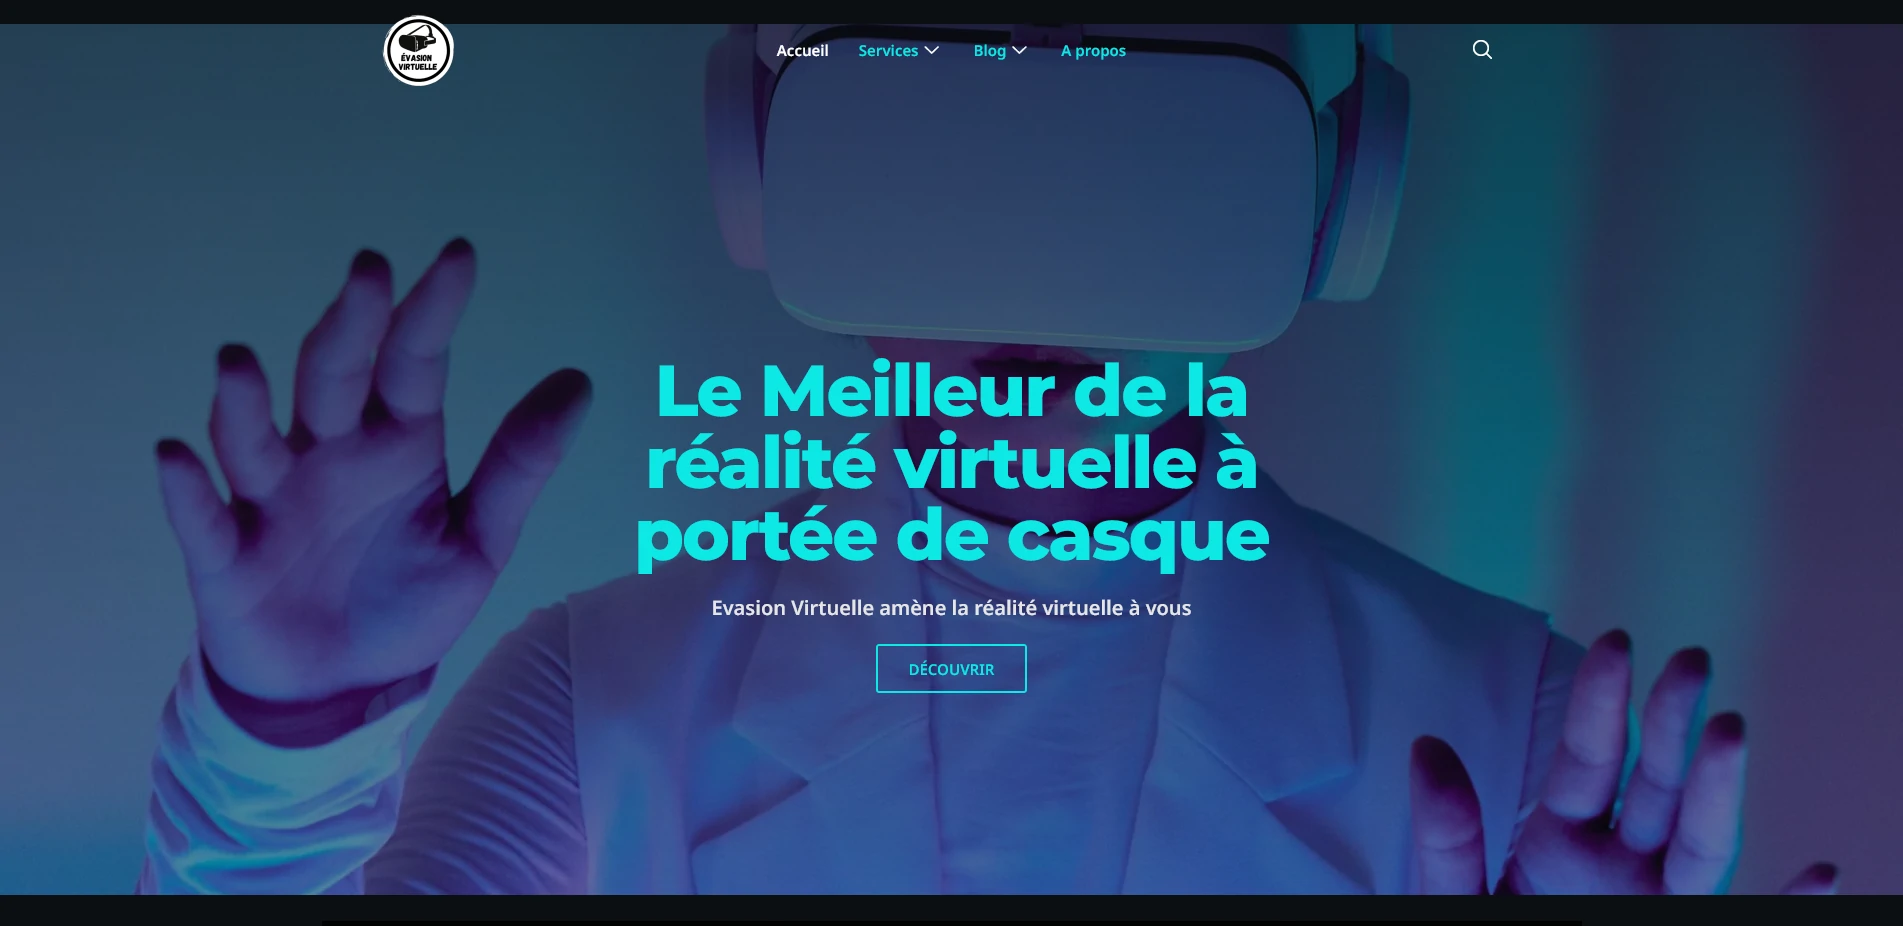 ÉVASION
VIRTUELLE
Accueil Services Blog A propos
Le Meilleur de la
réalité virtuelle à
portée de casque
Evasion Virtuelle amène la réalité virtuelle à vous
DÉCOUVRIR